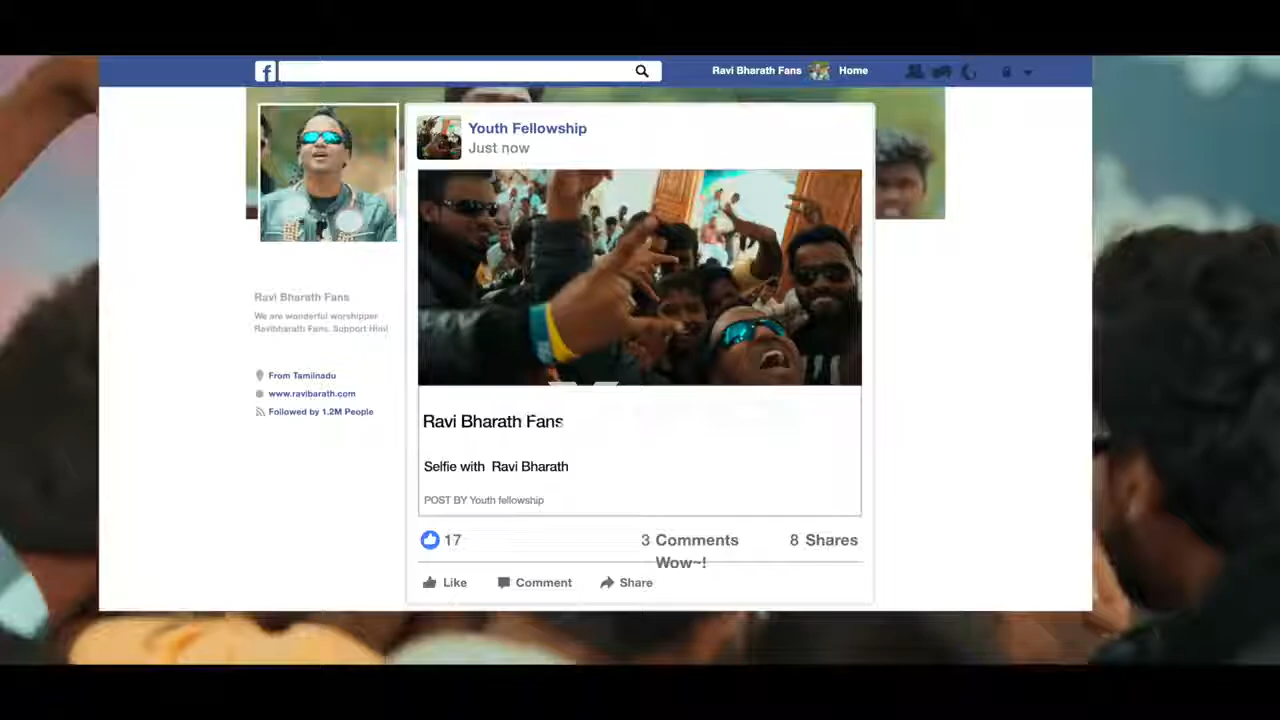 f
Ravi Bharath Fans Home
Youth Fellowship
Just now
Ravi Bharath Fans
We are wonderful worshipper
Ravibharath Fans. Support Him!
From Tamilnadu
www.ravibarath.com
Followed by 1.2M People
Ravi Bharath Fans
Selfie with Ravi Bharath
POST BY Youth fellowship
17 3 Comments 8 Shares
Wow~!
Like Comment Share